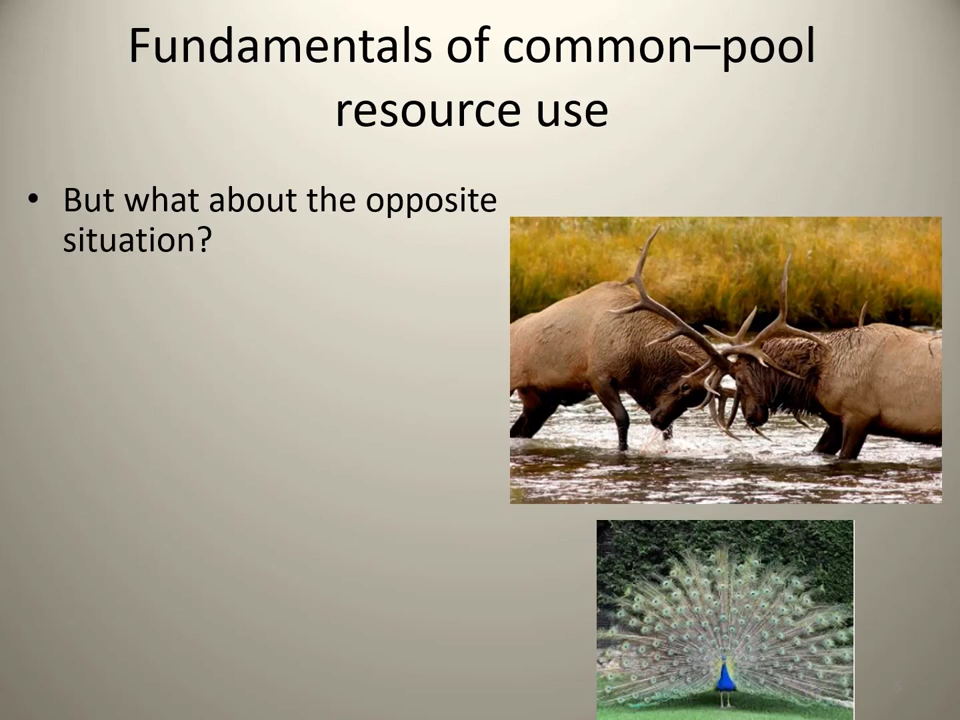 Fundamentals of common–pool
resource use
• But what about the opposite
situation?